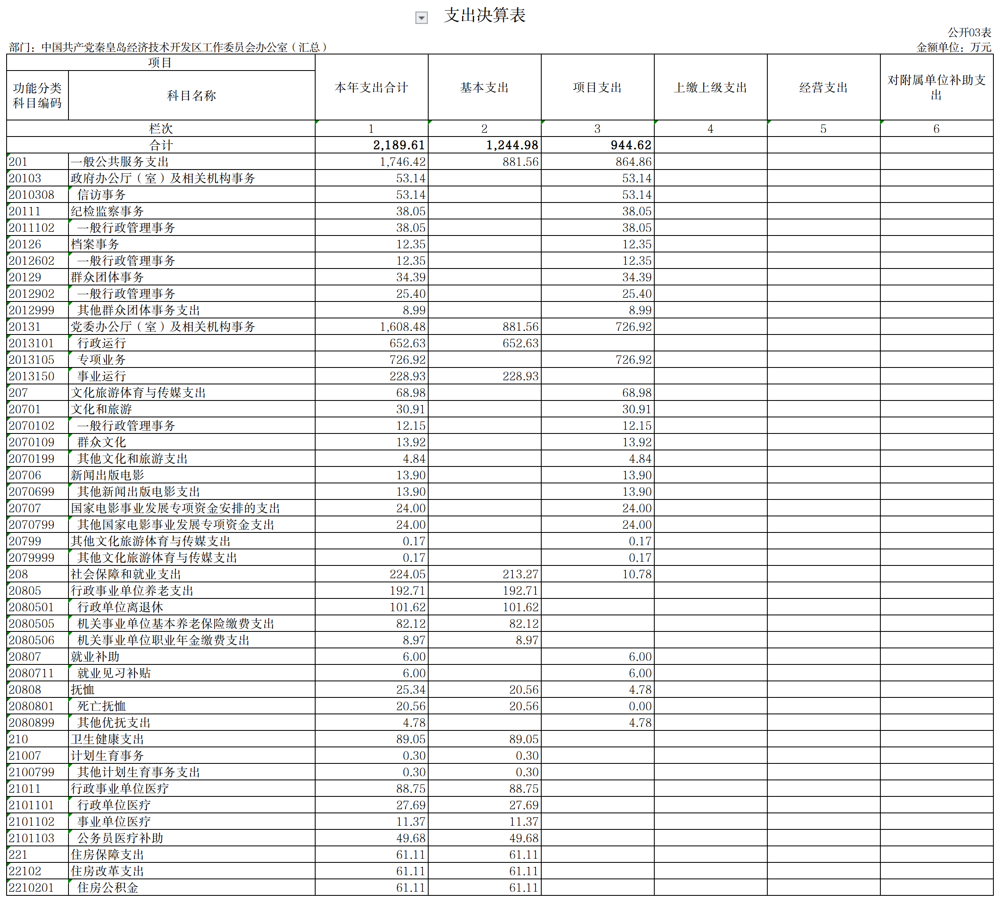 支出决算表
公开03表
部门：中国共产党秦皇岛经济技术开发区工作委员会办公室（汇总） 金额单位：万元
项目 本年支出合计 基本支出 项目支出 上缴上级支出 经营支出 对附属单位补助支出
功能分类科目编码 科目名称
栏次 1 2 3 4 5 6
合计 2,189.61 1,244.98 944.62
201 一般公共服务支出 1,746.42 881.56 864.86
20103 政府办公厅（室）及相关机构事务 53.14 53.14
2010308 信访事务 53.14 53.14
20111 纪检监察事务 38.05 38.05
2011102 一般行政管理事务 38.05 38.05
20126 档案事务 12.35 12.35
2012602 一般行政管理事务 12.35 12.35
20129 群众团体事务 34.39 34.39
2012902 一般行政管理事务 25.40 25.40
2012999 其他群众团体事务支出 8.99 8.99
20131 党委办公厅（室）及相关机构事务 1,608.48 881.56 726.92
2013101 行政运行 652.63 652.63
2013105 专项业务 726.92 726.92
2013150 事业运行 228.93 228.93
207 文化旅游体育与传媒支出 68.98 68.98
20701 文化和旅游 30.91 30.91
2070102 一般行政管理事务 12.15 12.15
2070109 群众文化 13.92 13.92
2070199 其他文化和旅游支出 4.84 4.84
20706 新闻出版电影 13.90 13.90
2070699 其他新闻出版电影支出 13.90 13.90
20707 国家电影事业发展专项资金安排的支出 24.00 24.00
2070799 其他国家电影事业发展专项资金支出 24.00 24.00
20799 其他文化旅游体育与传媒支出 0.17 0.17
2079999 其他文化旅游体育与传媒支出 0.17 0.17
208 社会保障和就业支出 224.05 213.27 10.78
20805 行政事业单位养老支出 192.71 192.71
2080501 行政单位离退休 101.62 101.62
2080505 机关事业单位基本养老保险缴费支出 82.12 82.12
2080506 机关事业单位职业年金缴费支出 8.97 8.97
20807 就业补助 6.00 6.00
2080711 就业见习补贴 6.00 6.00
20808 抚恤 25.34 20.56 4.78
2080801 死亡抚恤 20.56 20.56 0.00
2080899 其他优抚支出 4.78 4.78
210 卫生健康支出 89.05 89.05
21007 计划生育事务 0.30 0.30
2100799 其他计划生育事务支出 0.30 0.30
21011 行政事业单位医疗 88.75 88.75
2101101 行政单位医疗 27.69 27.69
2101102 事业单位医疗 11.37 11.37
2101103 公务员医疗补助 49.68 49.68
221 住房保障支出 61.11 61.11
22102 住房改革支出 61.11 61.11
2210201 住房公积金 61.11 61.11